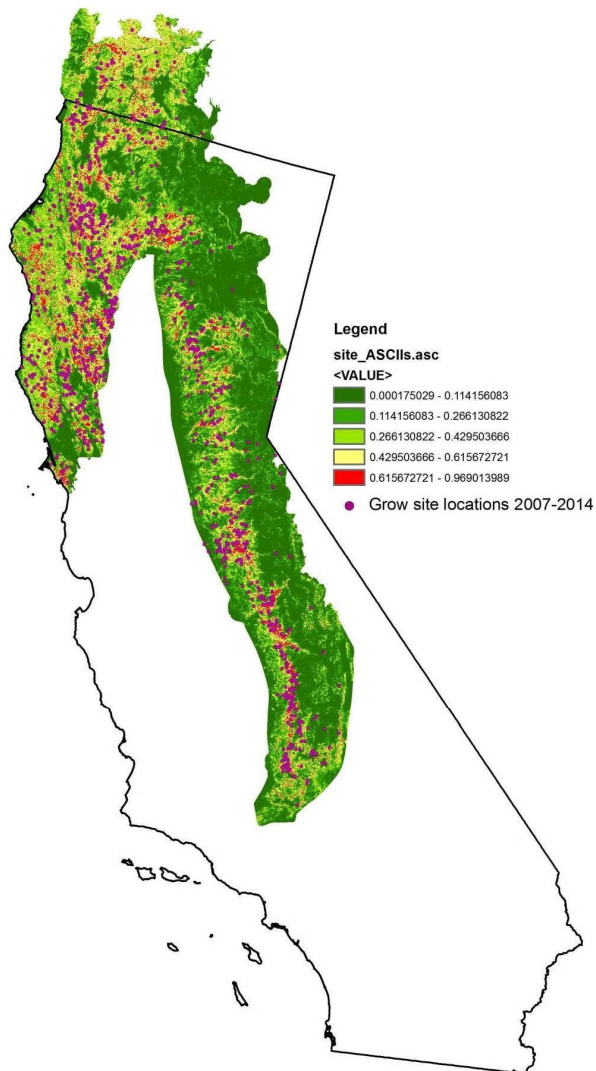 Legend
site_ASCIIs.asc
<VALUE>
0.000175029 - 0.114156083
0.114156083 - 0.266130822
0.266130822 - 0.429503666
0.429503666 - 0.615672721
0.615672721 - 0.969013989
Grow site locations 2007-2014